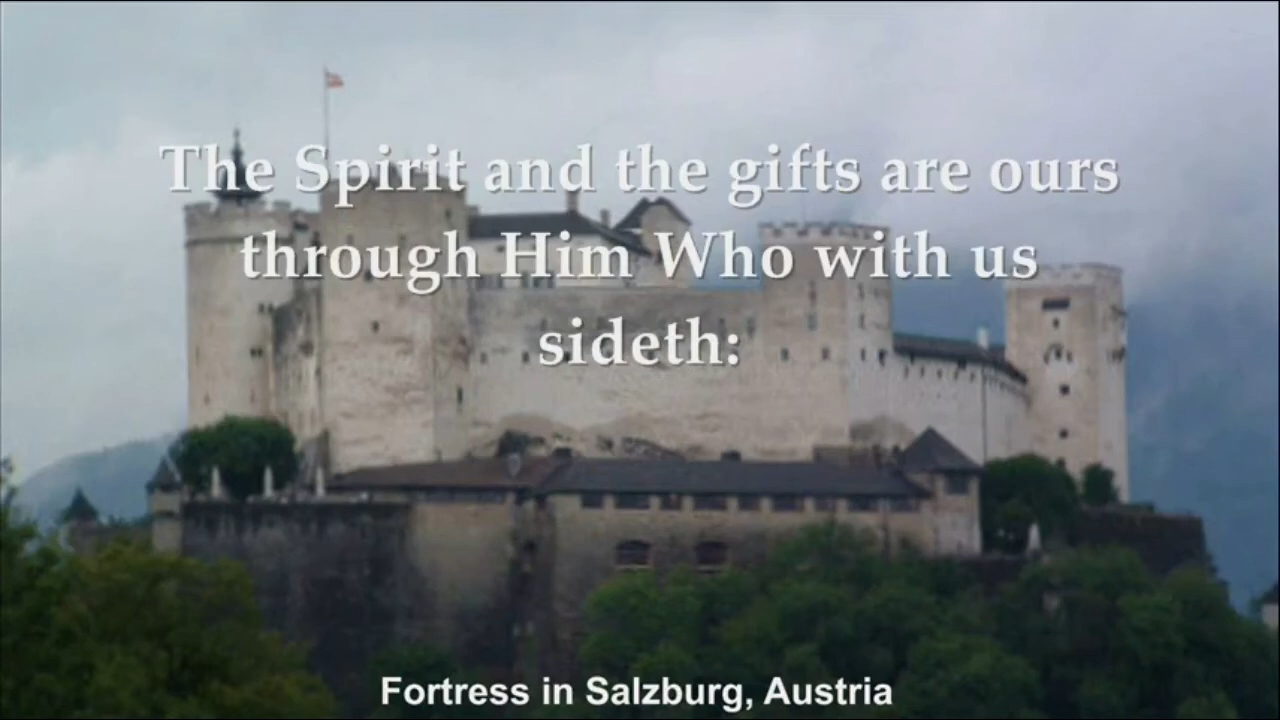 The Spirit and the gifts are ours
through Him Who with us
sideth:
Fortress in Salzburg, Austria